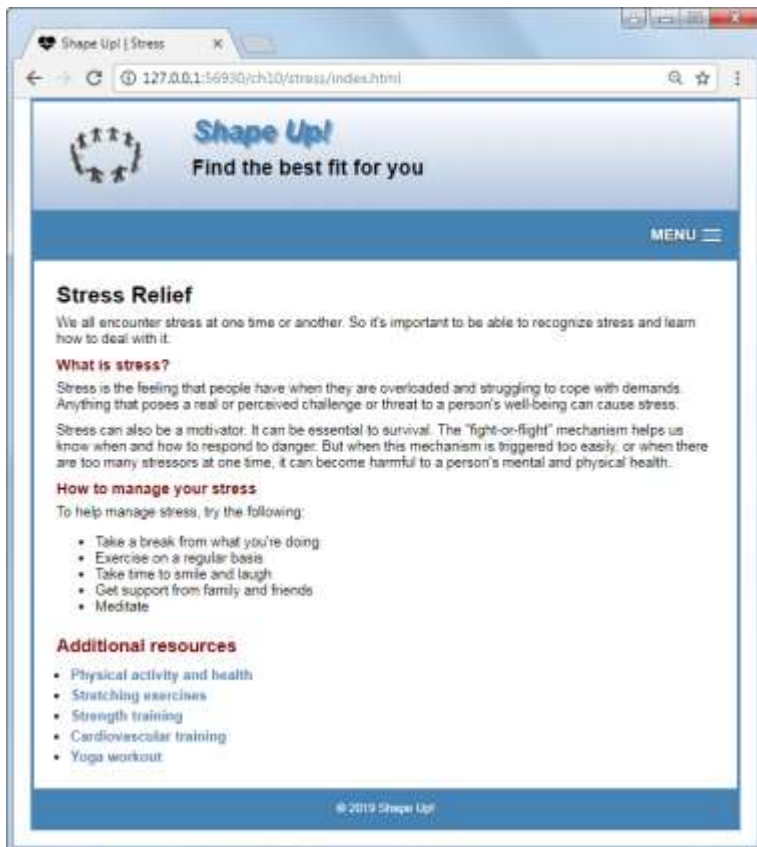 Shape Up! | Stress
127.0.0.1:56930/ch10/stress/index.html
Shape Up!
Find the best fit for you
MENU
Stress Relief
We all encounter stress at one time or another. So it's important to be able to recognize stress and learn
how to deal with it.
What is stress?
Stress is the feeling that people have when they are overloaded and struggling to cope with demands.
Anything that poses a real or perceived challenge or threat to a person's well-being can cause stress.
Stress can also be a motivator. It can be essential to survival. The "fight-or-flight" mechanism helps us
know when and how to respond to danger. But when this mechanism is triggered too easily, or when there
are too many stressors at one time, it can become harmful to a person's mental and physical health.
How to manage your stress
To help manage stress, try the following:
• Take a break from what you're doing
• Exercise on a regular basis
• Take time to smile and laugh
• Get support from family and friends
• Meditate
Additional resources
• Physical activity and health
• Stretching exercises
• Strength training
• Cardiovascular training
• Yoga workout
© 2019 Shape Up!